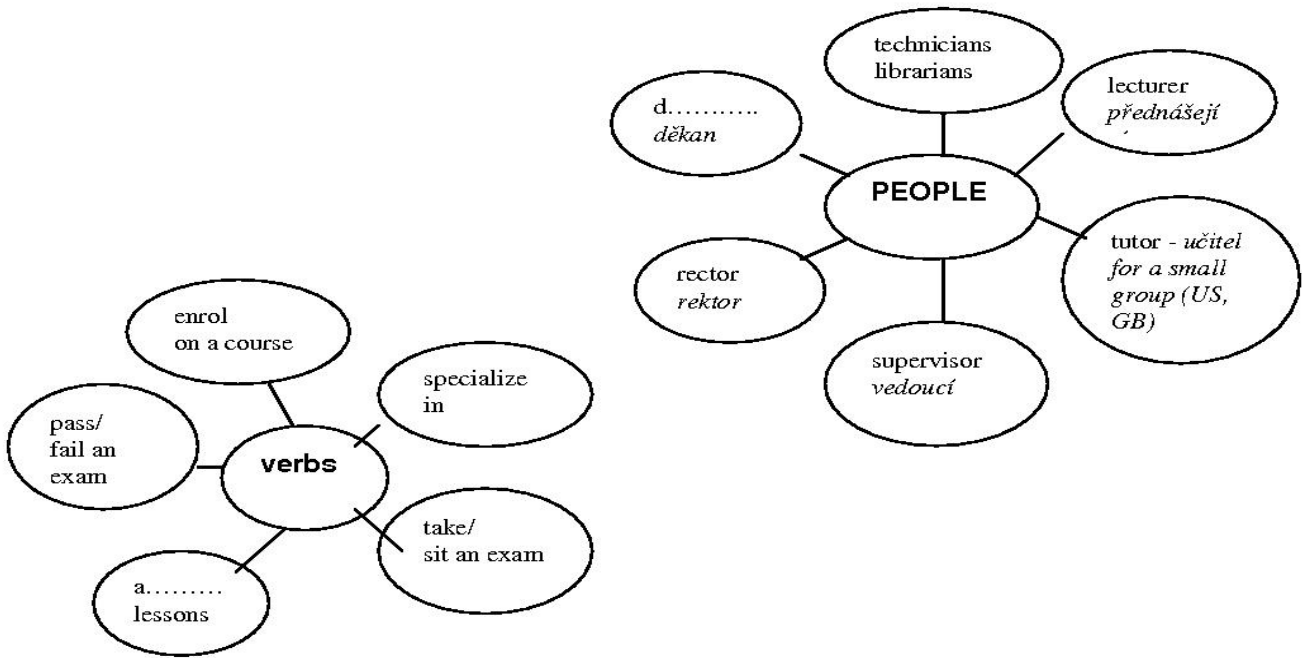 technicians
librarians
lecturer
přednášejí
d………..
děkan
PEOPLE
tutor - učitel
for a small
group (US,
GB)
rector
rektor
supervisor
vedoucí
enrol
on a course
specialize
in
pass/
fail an
exam
verbs
take/
sit an exam
a………
lessons